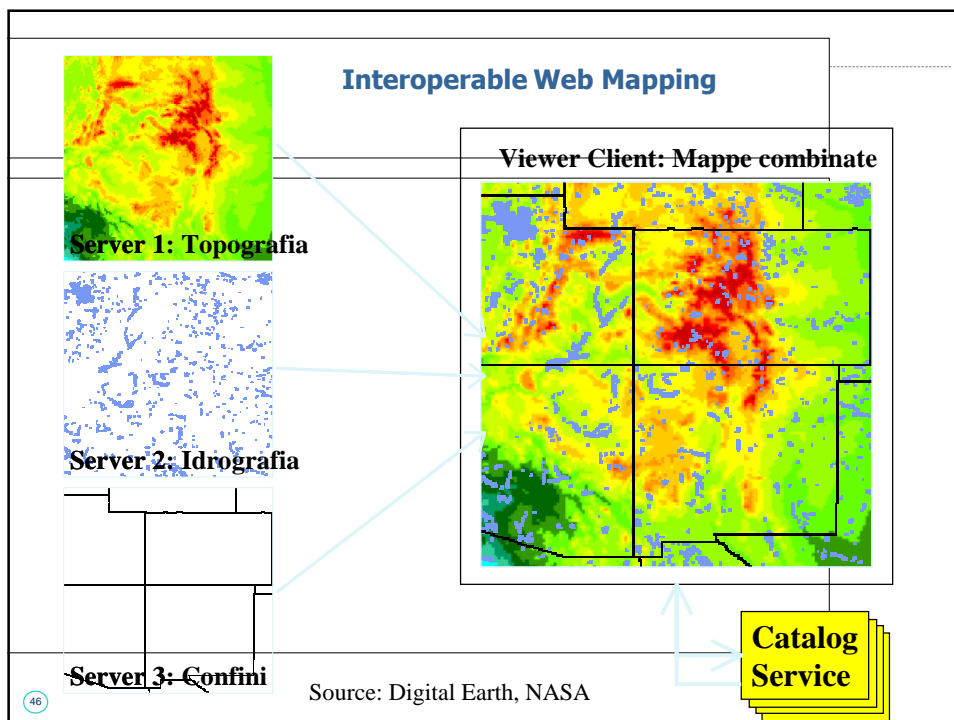 Interoperable Web Mapping
Viewer Client: Mappe combinate
Server 1: Topografia
Server 2: Idrografia
Server 3: Confini
Catalog
Service
Source: Digital Earth, NASA
46